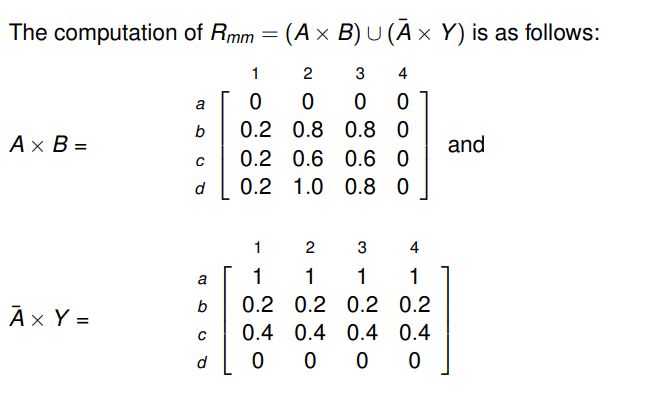 The computation of Rmm = (A × B) ∪ (Ā × Y) is as follows:
1 2 3 4
a 0 0 0 0
b 0.2 0.8 0.8 0
A × B = and
c 0.2 0.6 0.6 0
d 0.2 1.0 0.8 0
1 2 3 4
a 1 1 1 1
b 0.2 0.2 0.2 0.2
Ā × Y =
c 0.4 0.4 0.4 0.4
d 0 0 0 0